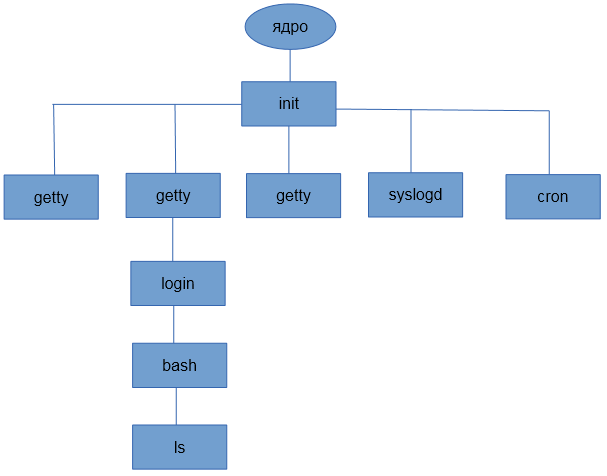 ядро
init
getty
getty
getty
syslogd
cron
login
bash
ls